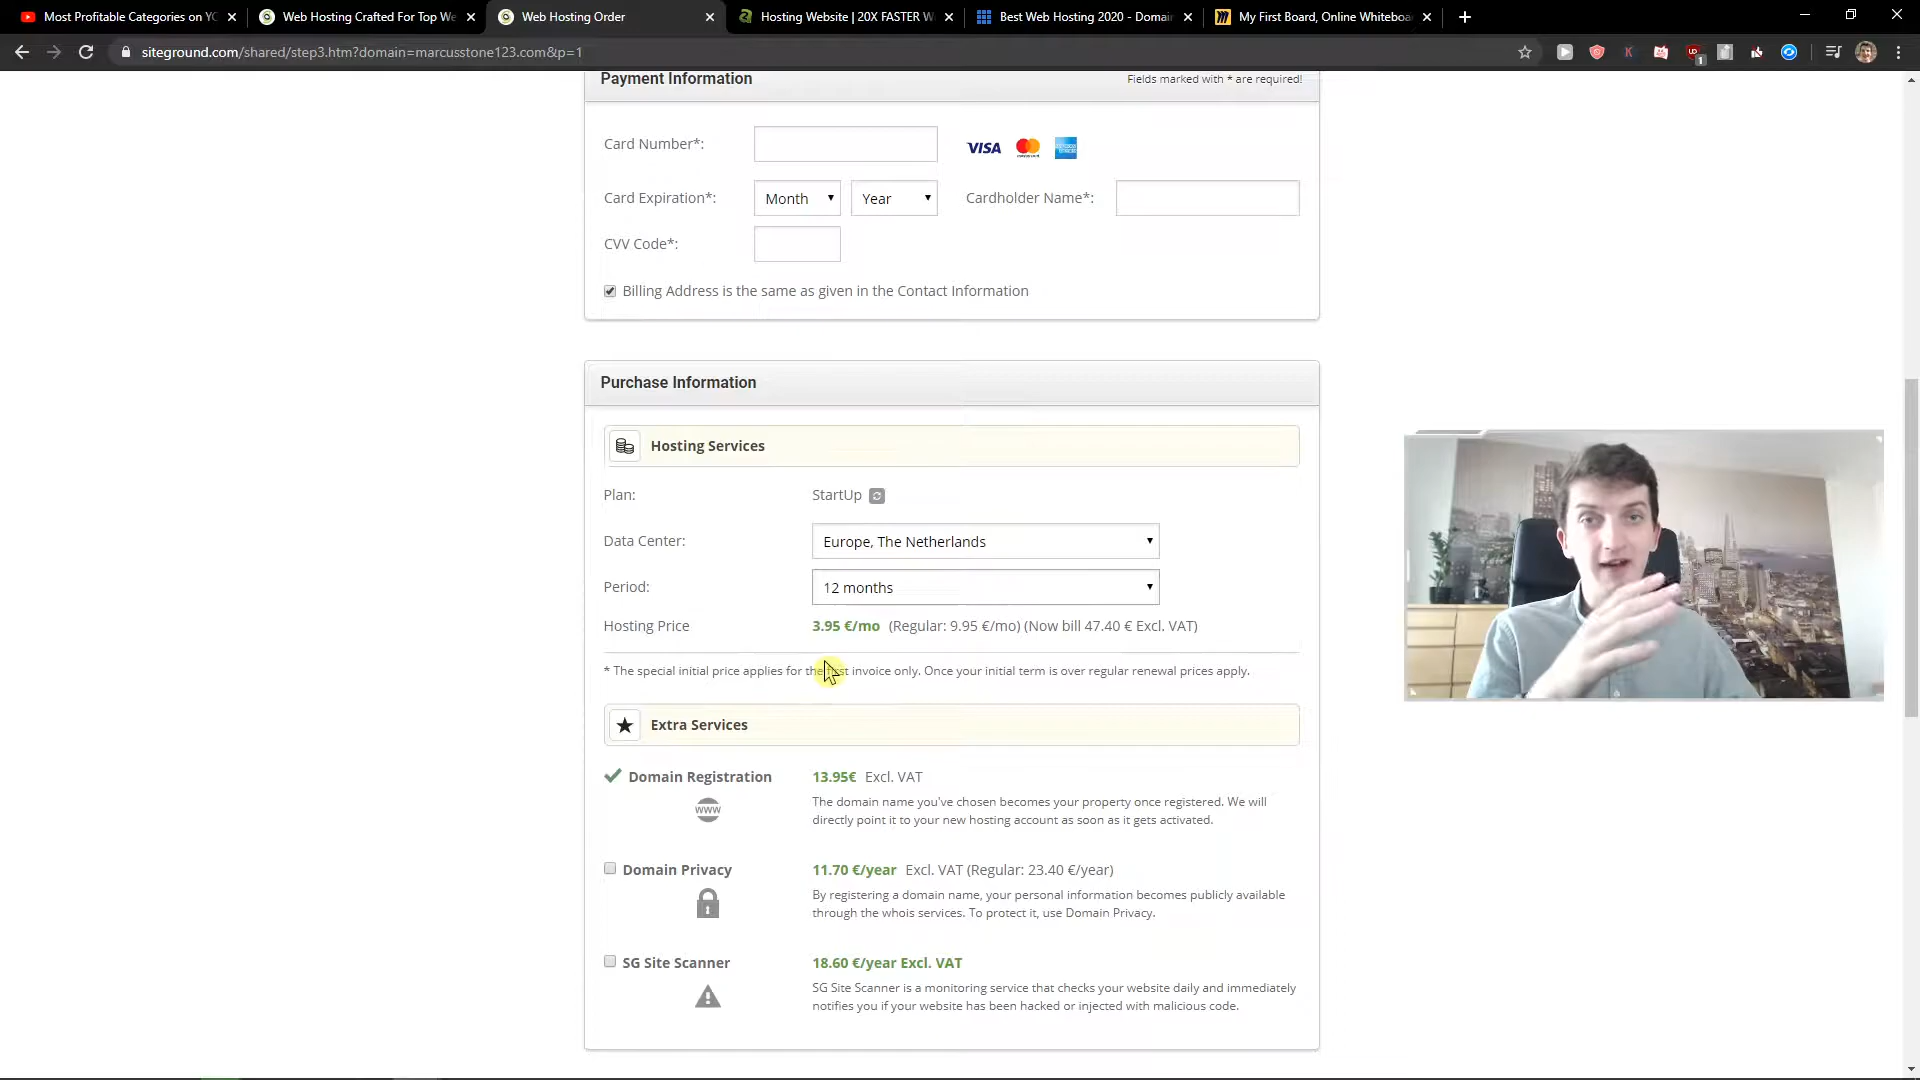 Most Profitable Categories on YO
Web Hosting Crafted For Top We
Web Hosting Order
Hosting Website | 20X FASTER W
Best Web Hosting 2020 - Domai
My First Board, Online Whiteboa
siteground.com/shared/step3.htm?domain=marcusstone123.com&p=1
Payment Information
Fields marked with * are required!
Card Number*:
VISA
Card Expiration*:
Month
Year
Cardholder Name*:
CVV Code*:
Billing Address is the same as given in the Contact Information
Purchase Information
Hosting Services
Plan:
StartUp
Data Center:
Europe, The Netherlands
Period:
12 months
Hosting Price
3.95 €/mo (Regular: 9.95 €/mo) (Now bill 47.40 € Excl. VAT)
* The special initial price applies for the first invoice only. Once your initial term is over regular renewal prices apply.
Extra Services
Domain Registration
13.95€ Excl. VAT
www
The domain name you've chosen becomes your property once registered. We will
directly point it to your new hosting account as soon as it gets activated.
Domain Privacy
11.70 €/year Excl. VAT (Regular: 23.40 €/year)
By registering a domain name, your personal information becomes publicly available
through the whois services. To protect it, use Domain Privacy.
SG Site Scanner
18.60 €/year Excl. VAT
SG Site Scanner is a monitoring service that checks your website daily and immediately
notifies you if your website has been hacked or injected with malicious code.